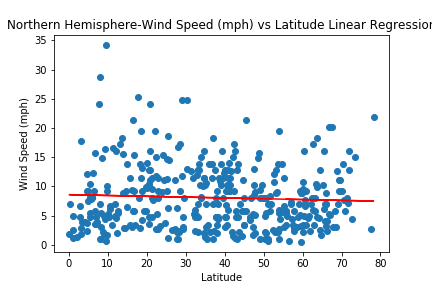 Northern Hemisphere-Wind Speed (mph) vs Latitude Linear Regression
35
30
25
20
15
10
5
0
Wind Speed (mph)
0 10 20 30 40 50 60 70 80
Latitude